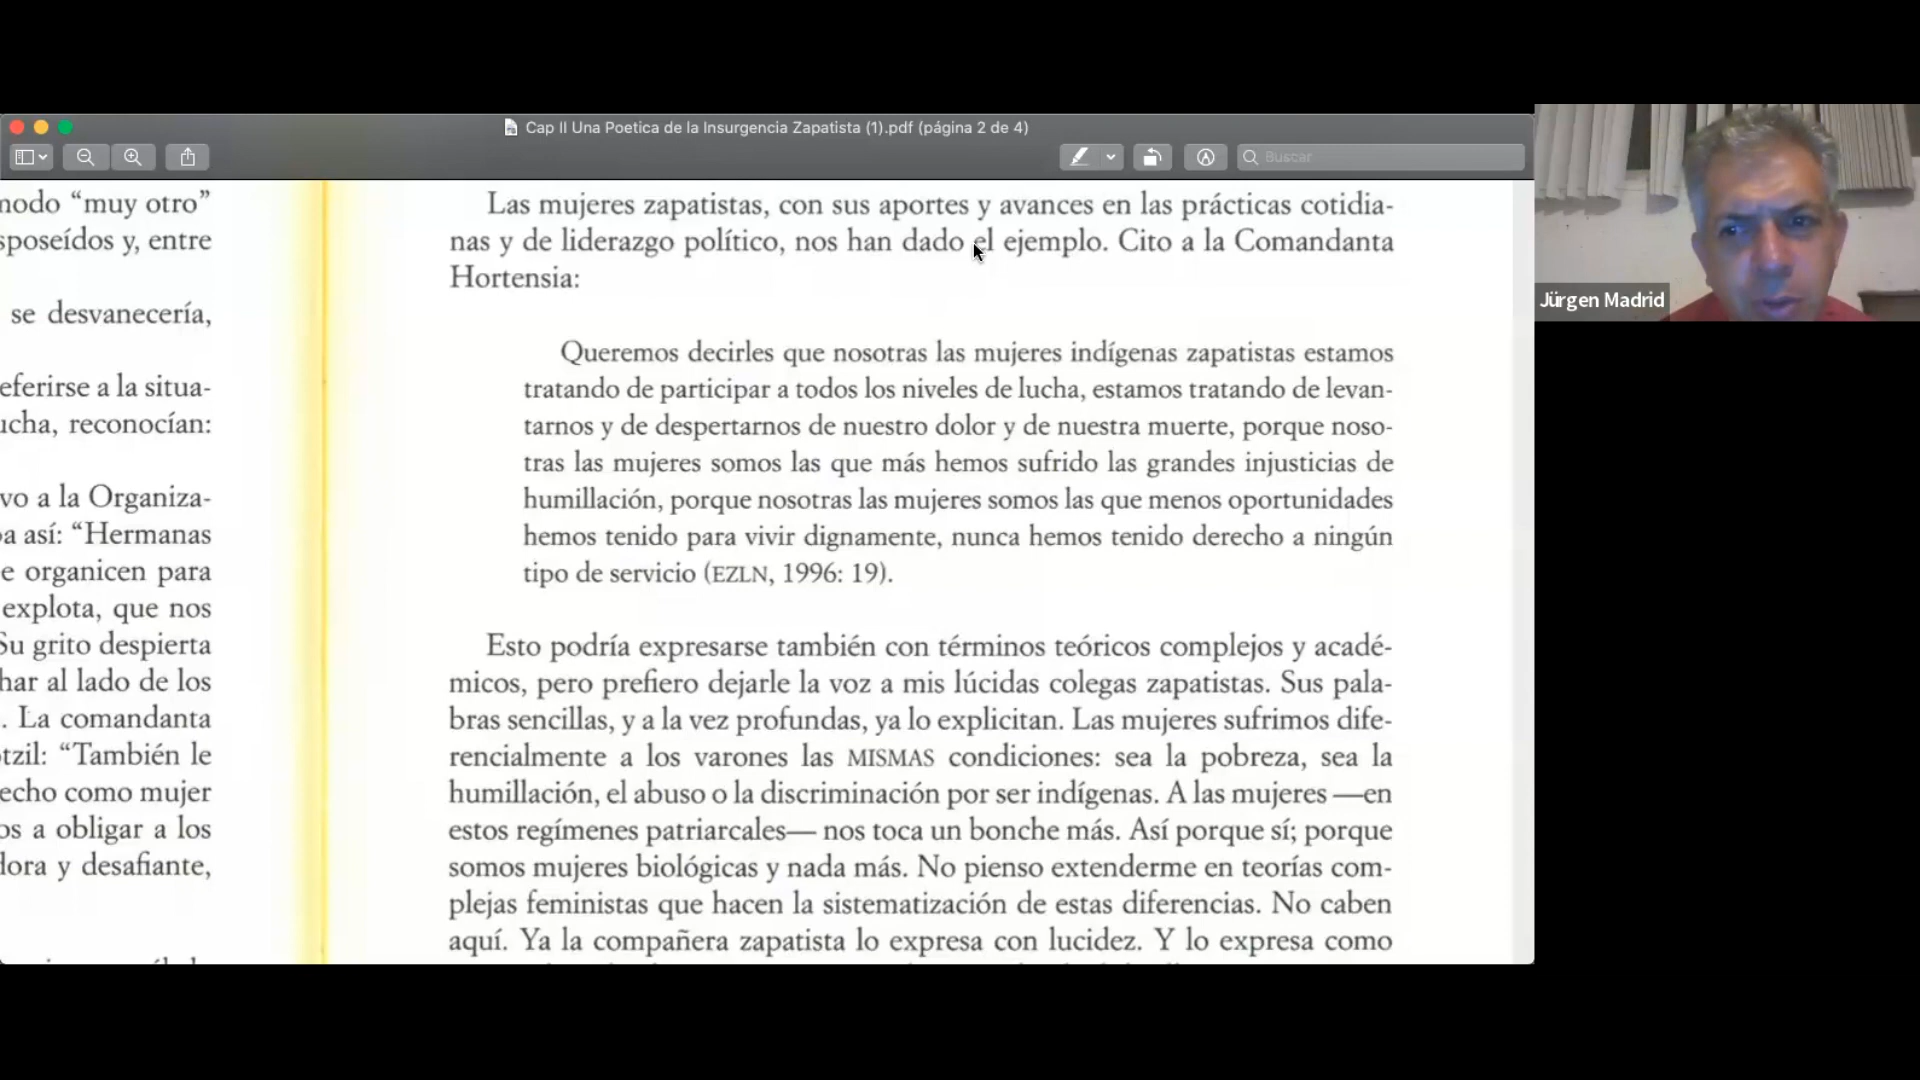 Cap II Una Poetica de la Insurgencia Zapatista (1).pdf (página 2 de 4)
Buscar
modo “muy otro”
sposeídos y, entre
se desvanecería,
eferirse a la situa-
ucha, reconocían:
vo a la Organiza-
a así: “Hermanas
e organicen para
explota, que nos
Su grito despierta
har al lado de los
. La comandanta
tzil: “También le
echo como mujer
os a obligar a los
dora y desafiante,
Las mujeres zapatistas, con sus aportes y avances en las prácticas cotidia-
nas y de liderazgo político, nos han dado el ejemplo. Cito a la Comandanta
Hortensia:
Queremos decirles que nosotras las mujeres indígenas zapatistas estamos
tratando de participar a todos los niveles de lucha, estamos tratando de levan-
tarnos y de despertarnos de nuestro dolor y de nuestra muerte, porque noso-
tras las mujeres somos las que más hemos sufrido las grandes injusticias de
humillación, porque nosotras las mujeres somos las que menos oportunidades
hemos tenido para vivir dignamente, nunca hemos tenido derecho a ningún
tipo de servicio (EZLN, 1996: 19).
Esto podría expresarse también con términos teóricos complejos y acadé-
micos, pero prefiero dejarle la voz a mis lúcidas colegas zapatistas. Sus pala-
bras sencillas, y a la vez profundas, ya lo explicitan. Las mujeres sufrimos dife-
rencialmente a los varones las MISMAS condiciones: sea la pobreza, sea la
humillación, el abuso o la discriminación por ser indígenas. A las mujeres —en
estos regímenes patriarcales— nos toca un bonche más. Así porque sí; porque
somos mujeres biológicas y nada más. No pienso extenderme en teorías com-
plejas feministas que hacen la sistematización de estas diferencias. No caben
aquí. Ya la compañera zapatista lo expresa con lucidez. Y lo expresa como
Jürgen Madrid